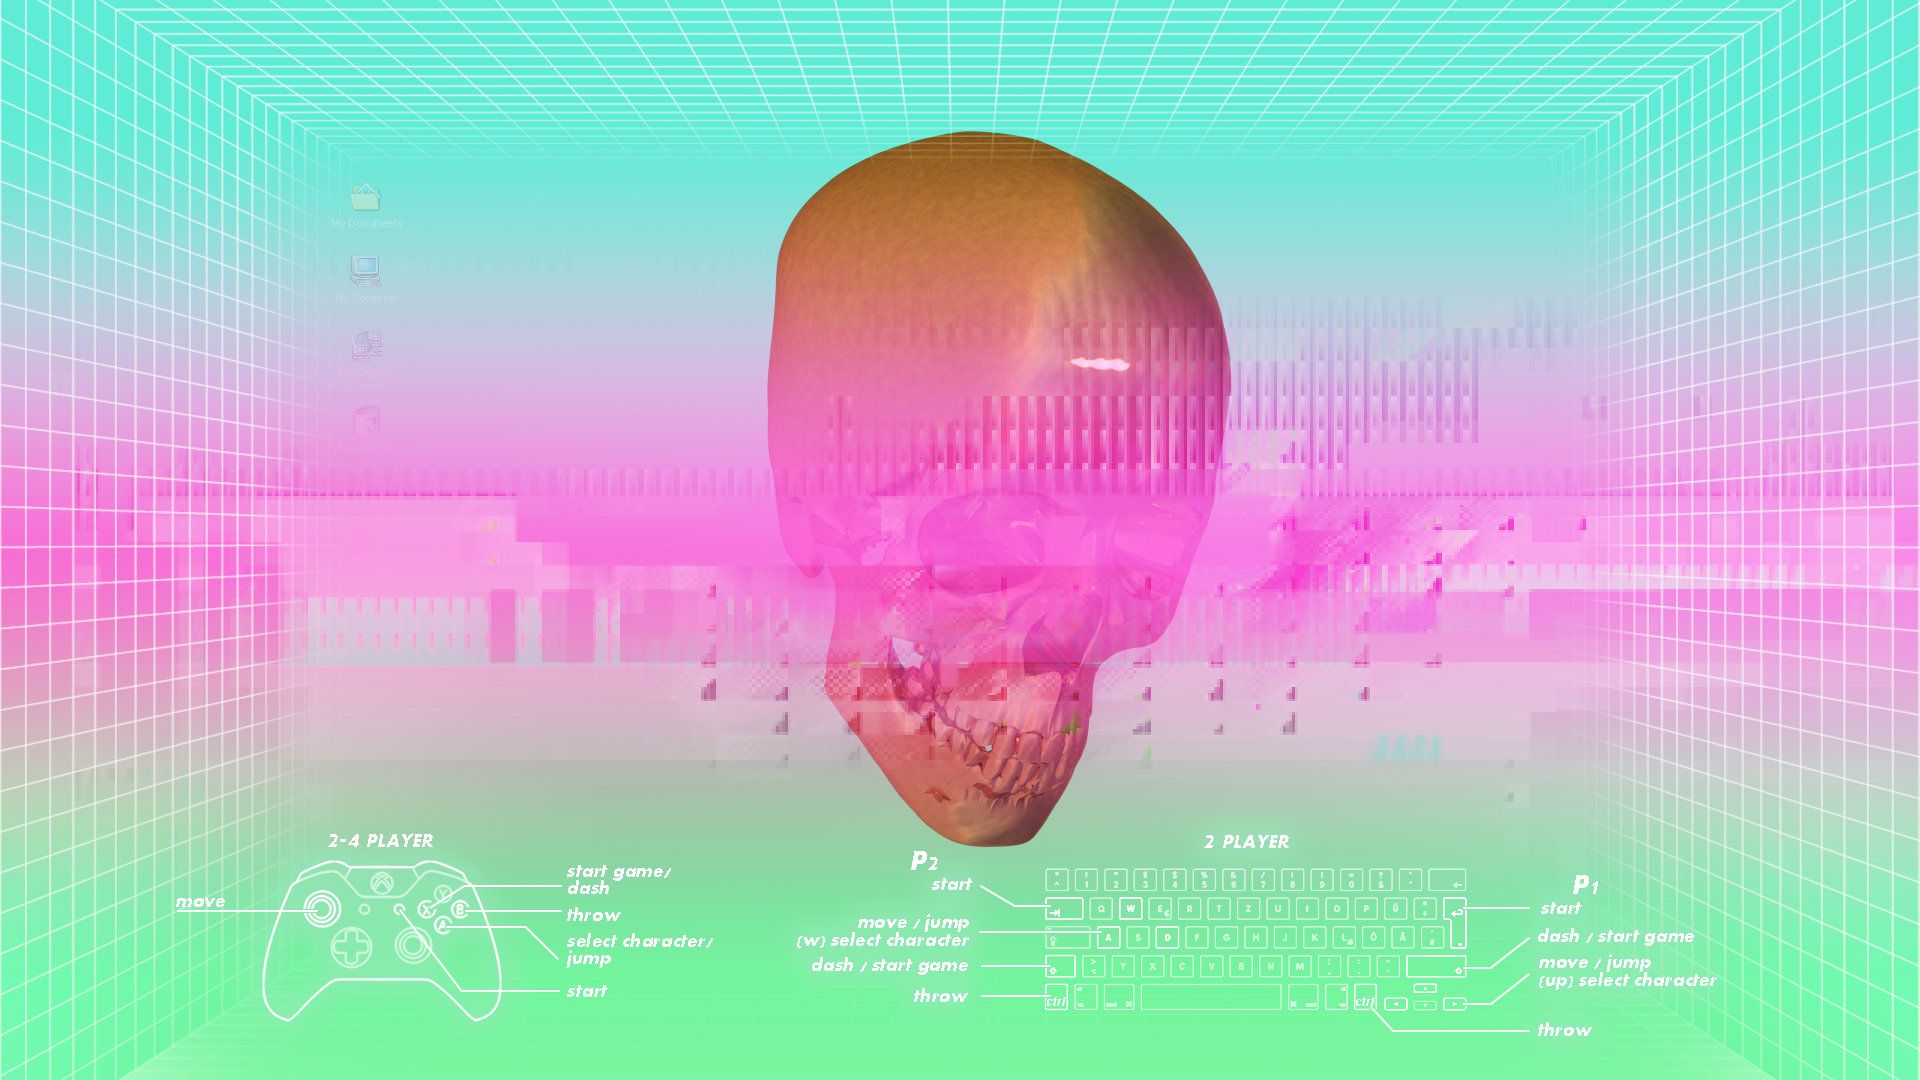 My Documents
My Computer
2-4 PLAYER
move
start game/
dash
throw
select character/
jump
start
X
Y
B
A
2 PLAYER
P2
start
move / jump
(w) select character
dash / start game
throw
P1
start
dash / start game
move / jump
(up) select character
throw
Q W E R T Z U I O P Ü
A S D F G H J K L Ö Ä
Y X C V B N M
Ctrl
Ctrl